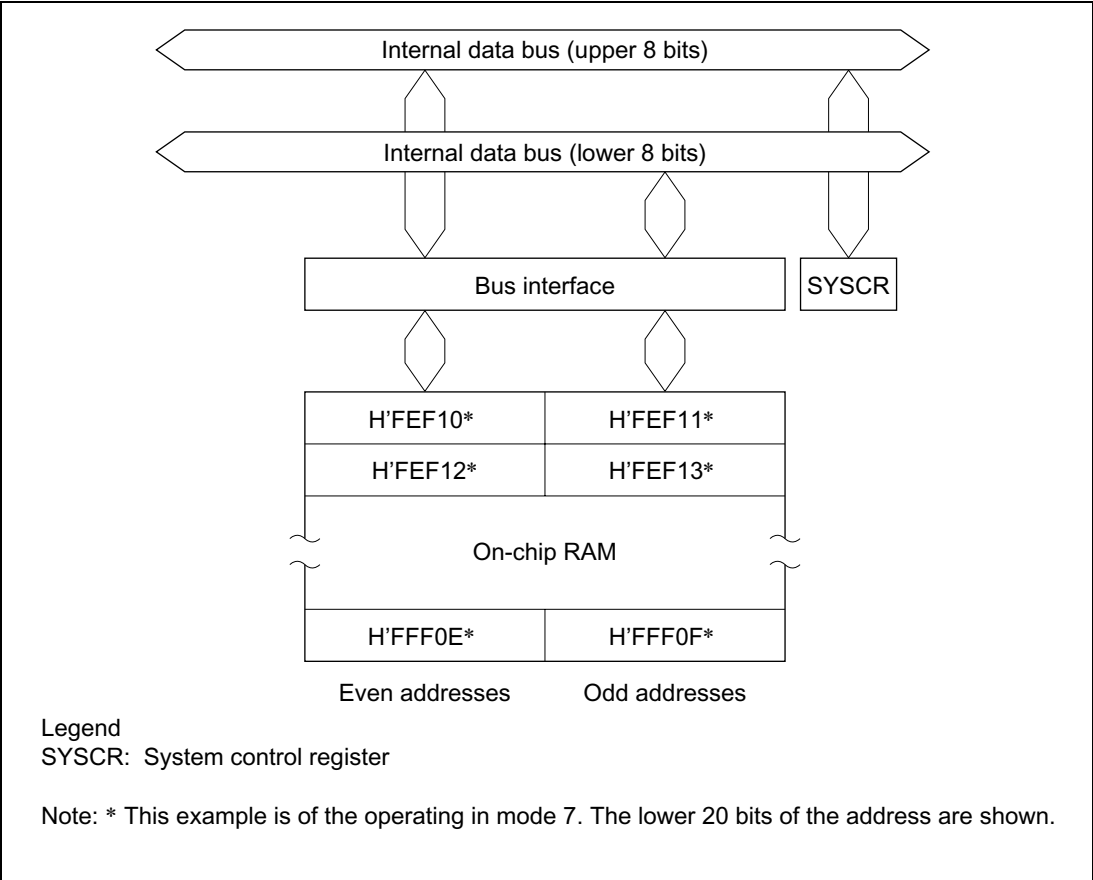 Internal data bus (upper 8 bits)
Internal data bus (lower 8 bits)
Bus interface
SYSCR
H'FEF10*
H'FEF11*
H'FEF12*
H'FEF13*
On-chip RAM
H'FFF0E*
H'FFF0F*
Even addresses
Odd addresses
Legend
SYSCR: System control register
Note: * This example is of the operating in mode 7. The lower 20 bits of the address are shown.